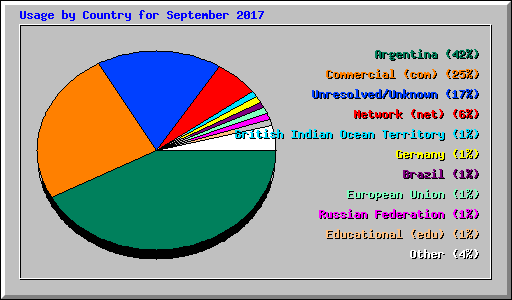 Usage by Country for September 2017
Argentina (42%)
Commercial (com) (25%)
Unresolved/Unknown (17%)
Network (net) (6%)
British Indian Ocean Territory (1%)
Germany (1%)
Brazil (1%)
European Union (1%)
Russian Federation (1%)
Educational (edu) (1%)
Other (4%)